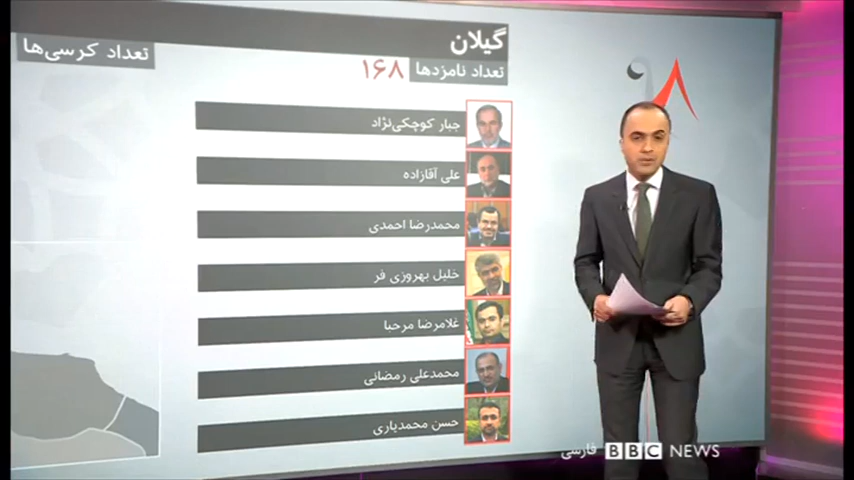 گیلان
تعداد نامزدها ۱۶۸
تعداد کرسی‌ها
جبار کوچکی‌نژاد
علی آقازاده
محمدرضا احمدی
خلیل بهروزی فر
غلامرضا مرحبا
محمدعلی رمضانی
حسن محمدیاری
BBC NEWS فارسی